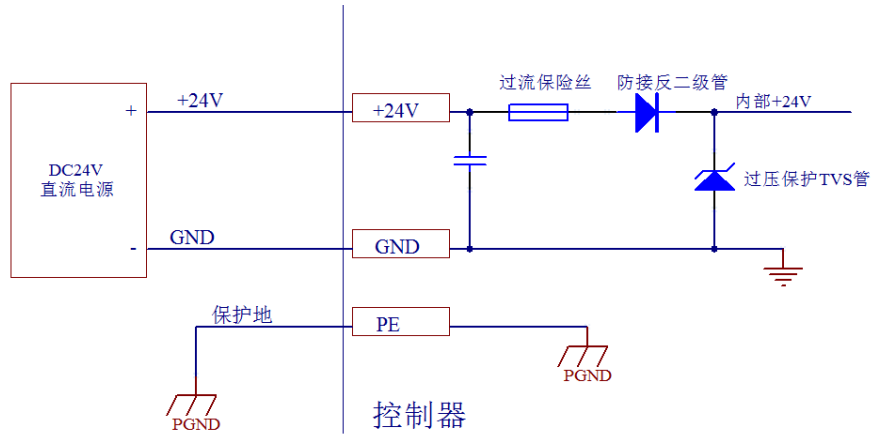 过流保险丝
防接反二级管
+
+24V
+24V
内部+24V
DC24V
直流电源
过压保护TVS管
-
GND
GND
保护地
PE
PGND
PGND
控制器